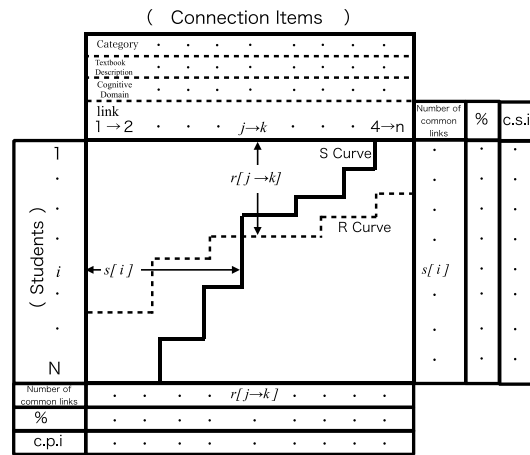 ( Connection Items )
Category
Textbook
Description
Cognitive
Domain
link
1→2 j→k 4→n
Number of
common
links
%
c.s.i
( Students )
1
i
N
S Curve
r[ j→k ]
R Curve
s[ i ]
s[ i ]
Number of
common links
r[ j→k ]
%
c.p.i